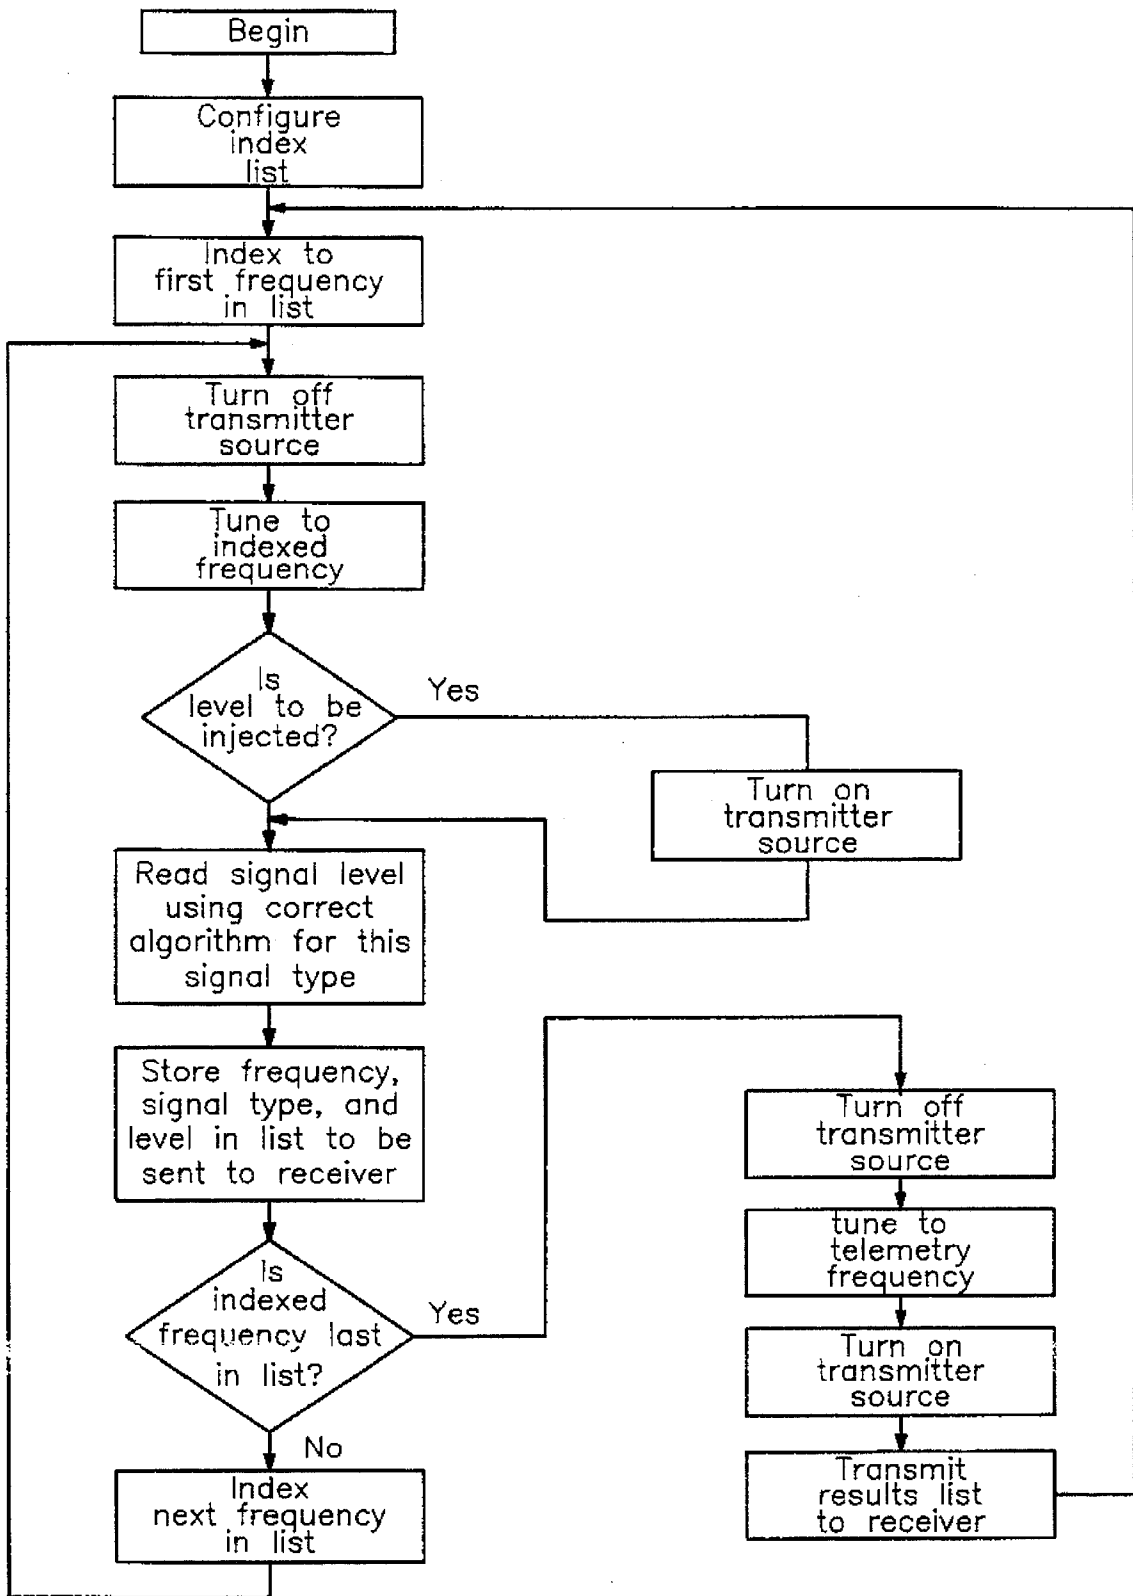 Begin
Configure
index
list
Index to
first frequency
in list
Turn off
transmitter
source
Tune to
indexed
frequency
Is
level to be
injected?
Yes
Turn on
transmitter
source
Read signal level
using correct
algorithm for this
signal type
Store frequency,
signal type, and
level in list to be
sent to receiver
Is
indexed
frequency last
in list?
Yes
No
Index
next frequency
in list
Turn off
transmitter
source
tune to
telemetry
frequency
Turn on
transmitter
source
Transmit
results list
to receiver